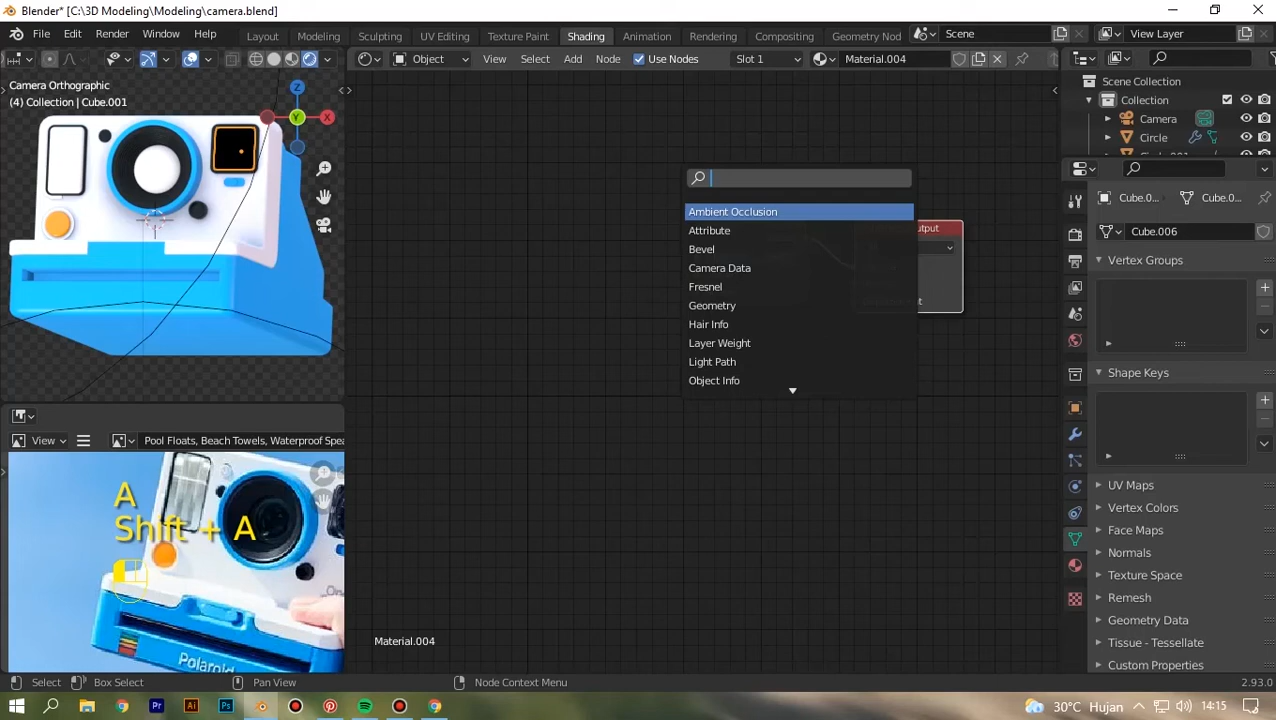 Blender* [C:\3D Modeling\Modeling\camera.blend]
File Edit Render Window Help Layout Modeling Sculpting UV Editing Texture Paint Shading Animation Rendering Compositing Geometry Nod Scene View Layer
Object View Select Add Node Use Nodes Slot 1 Material.004
Camera Orthographic
(4) Collection | Cube.001
Z
Y
X
Scene Collection
Collection
Camera
Circle
Ambient Occlusion
Attribute
Bevel
Camera Data
Fresnel
Geometry
Hair Info
Layer Weight
Light Path
Object Info
Cube.0... Cube.0...
Cube.006
Vertex Groups
Shape Keys
UV Maps
Vertex Colors
Face Maps
Normals
Texture Space
Remesh
Geometry Data
Tissue - Tessellate
Custom Properties
View Pool Floats, Beach Towels, Waterproof Spea
A
Shift + A
Polaroid
Material.004
Select Box Select Pan View Node Context Menu 2.93.0
Pr Ai Ps 30°C Hujan 14:15